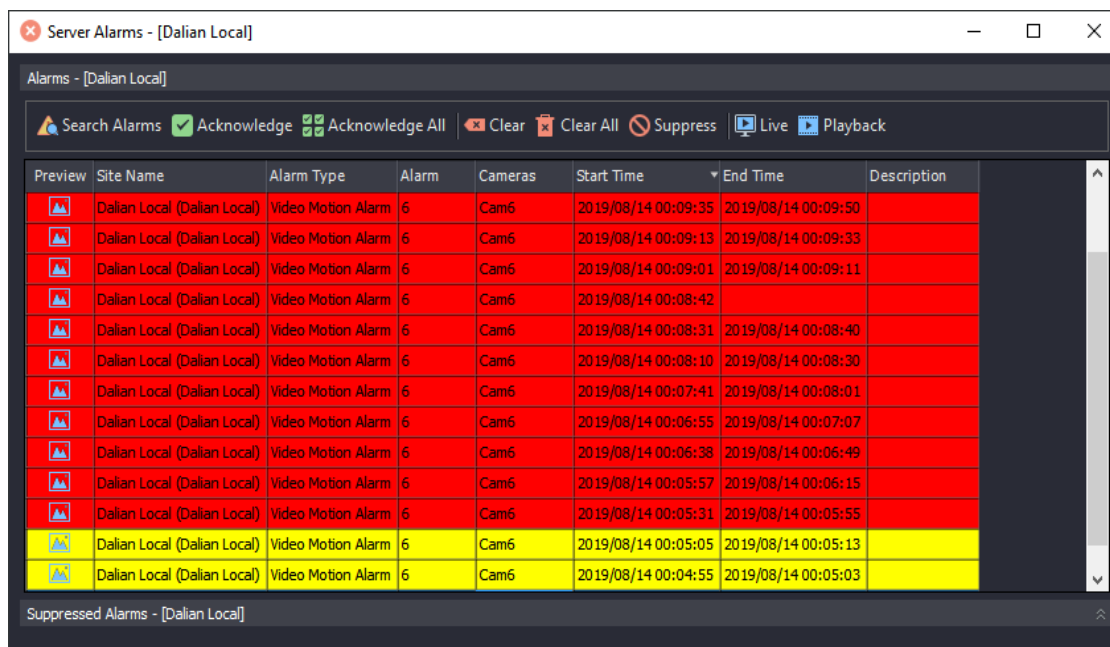 Server Alarms - [Dalian Local]
Alarms - [Dalian Local]
Search Alarms Acknowledge Acknowledge All Clear Clear All Suppress Live Playback
Preview Site Name Alarm Type Alarm Cameras Start Time End Time Description
Dalian Local (Dalian Local) Video Motion Alarm 6 Cam6 2019/08/14 00:09:35 2019/08/14 00:09:50
Dalian Local (Dalian Local) Video Motion Alarm 6 Cam6 2019/08/14 00:09:13 2019/08/14 00:09:33
Dalian Local (Dalian Local) Video Motion Alarm 6 Cam6 2019/08/14 00:09:01 2019/08/14 00:09:11
Dalian Local (Dalian Local) Video Motion Alarm 6 Cam6 2019/08/14 00:08:42
Dalian Local (Dalian Local) Video Motion Alarm 6 Cam6 2019/08/14 00:08:31 2019/08/14 00:08:40
Dalian Local (Dalian Local) Video Motion Alarm 6 Cam6 2019/08/14 00:08:10 2019/08/14 00:08:30
Dalian Local (Dalian Local) Video Motion Alarm 6 Cam6 2019/08/14 00:07:41 2019/08/14 00:08:01
Dalian Local (Dalian Local) Video Motion Alarm 6 Cam6 2019/08/14 00:06:55 2019/08/14 00:07:07
Dalian Local (Dalian Local) Video Motion Alarm 6 Cam6 2019/08/14 00:06:38 2019/08/14 00:06:49
Dalian Local (Dalian Local) Video Motion Alarm 6 Cam6 2019/08/14 00:05:57 2019/08/14 00:06:15
Dalian Local (Dalian Local) Video Motion Alarm 6 Cam6 2019/08/14 00:05:31 2019/08/14 00:05:55
Dalian Local (Dalian Local) Video Motion Alarm 6 Cam6 2019/08/14 00:05:05 2019/08/14 00:05:13
Dalian Local (Dalian Local) Video Motion Alarm 6 Cam6 2019/08/14 00:04:55 2019/08/14 00:05:03
Suppressed Alarms - [Dalian Local]